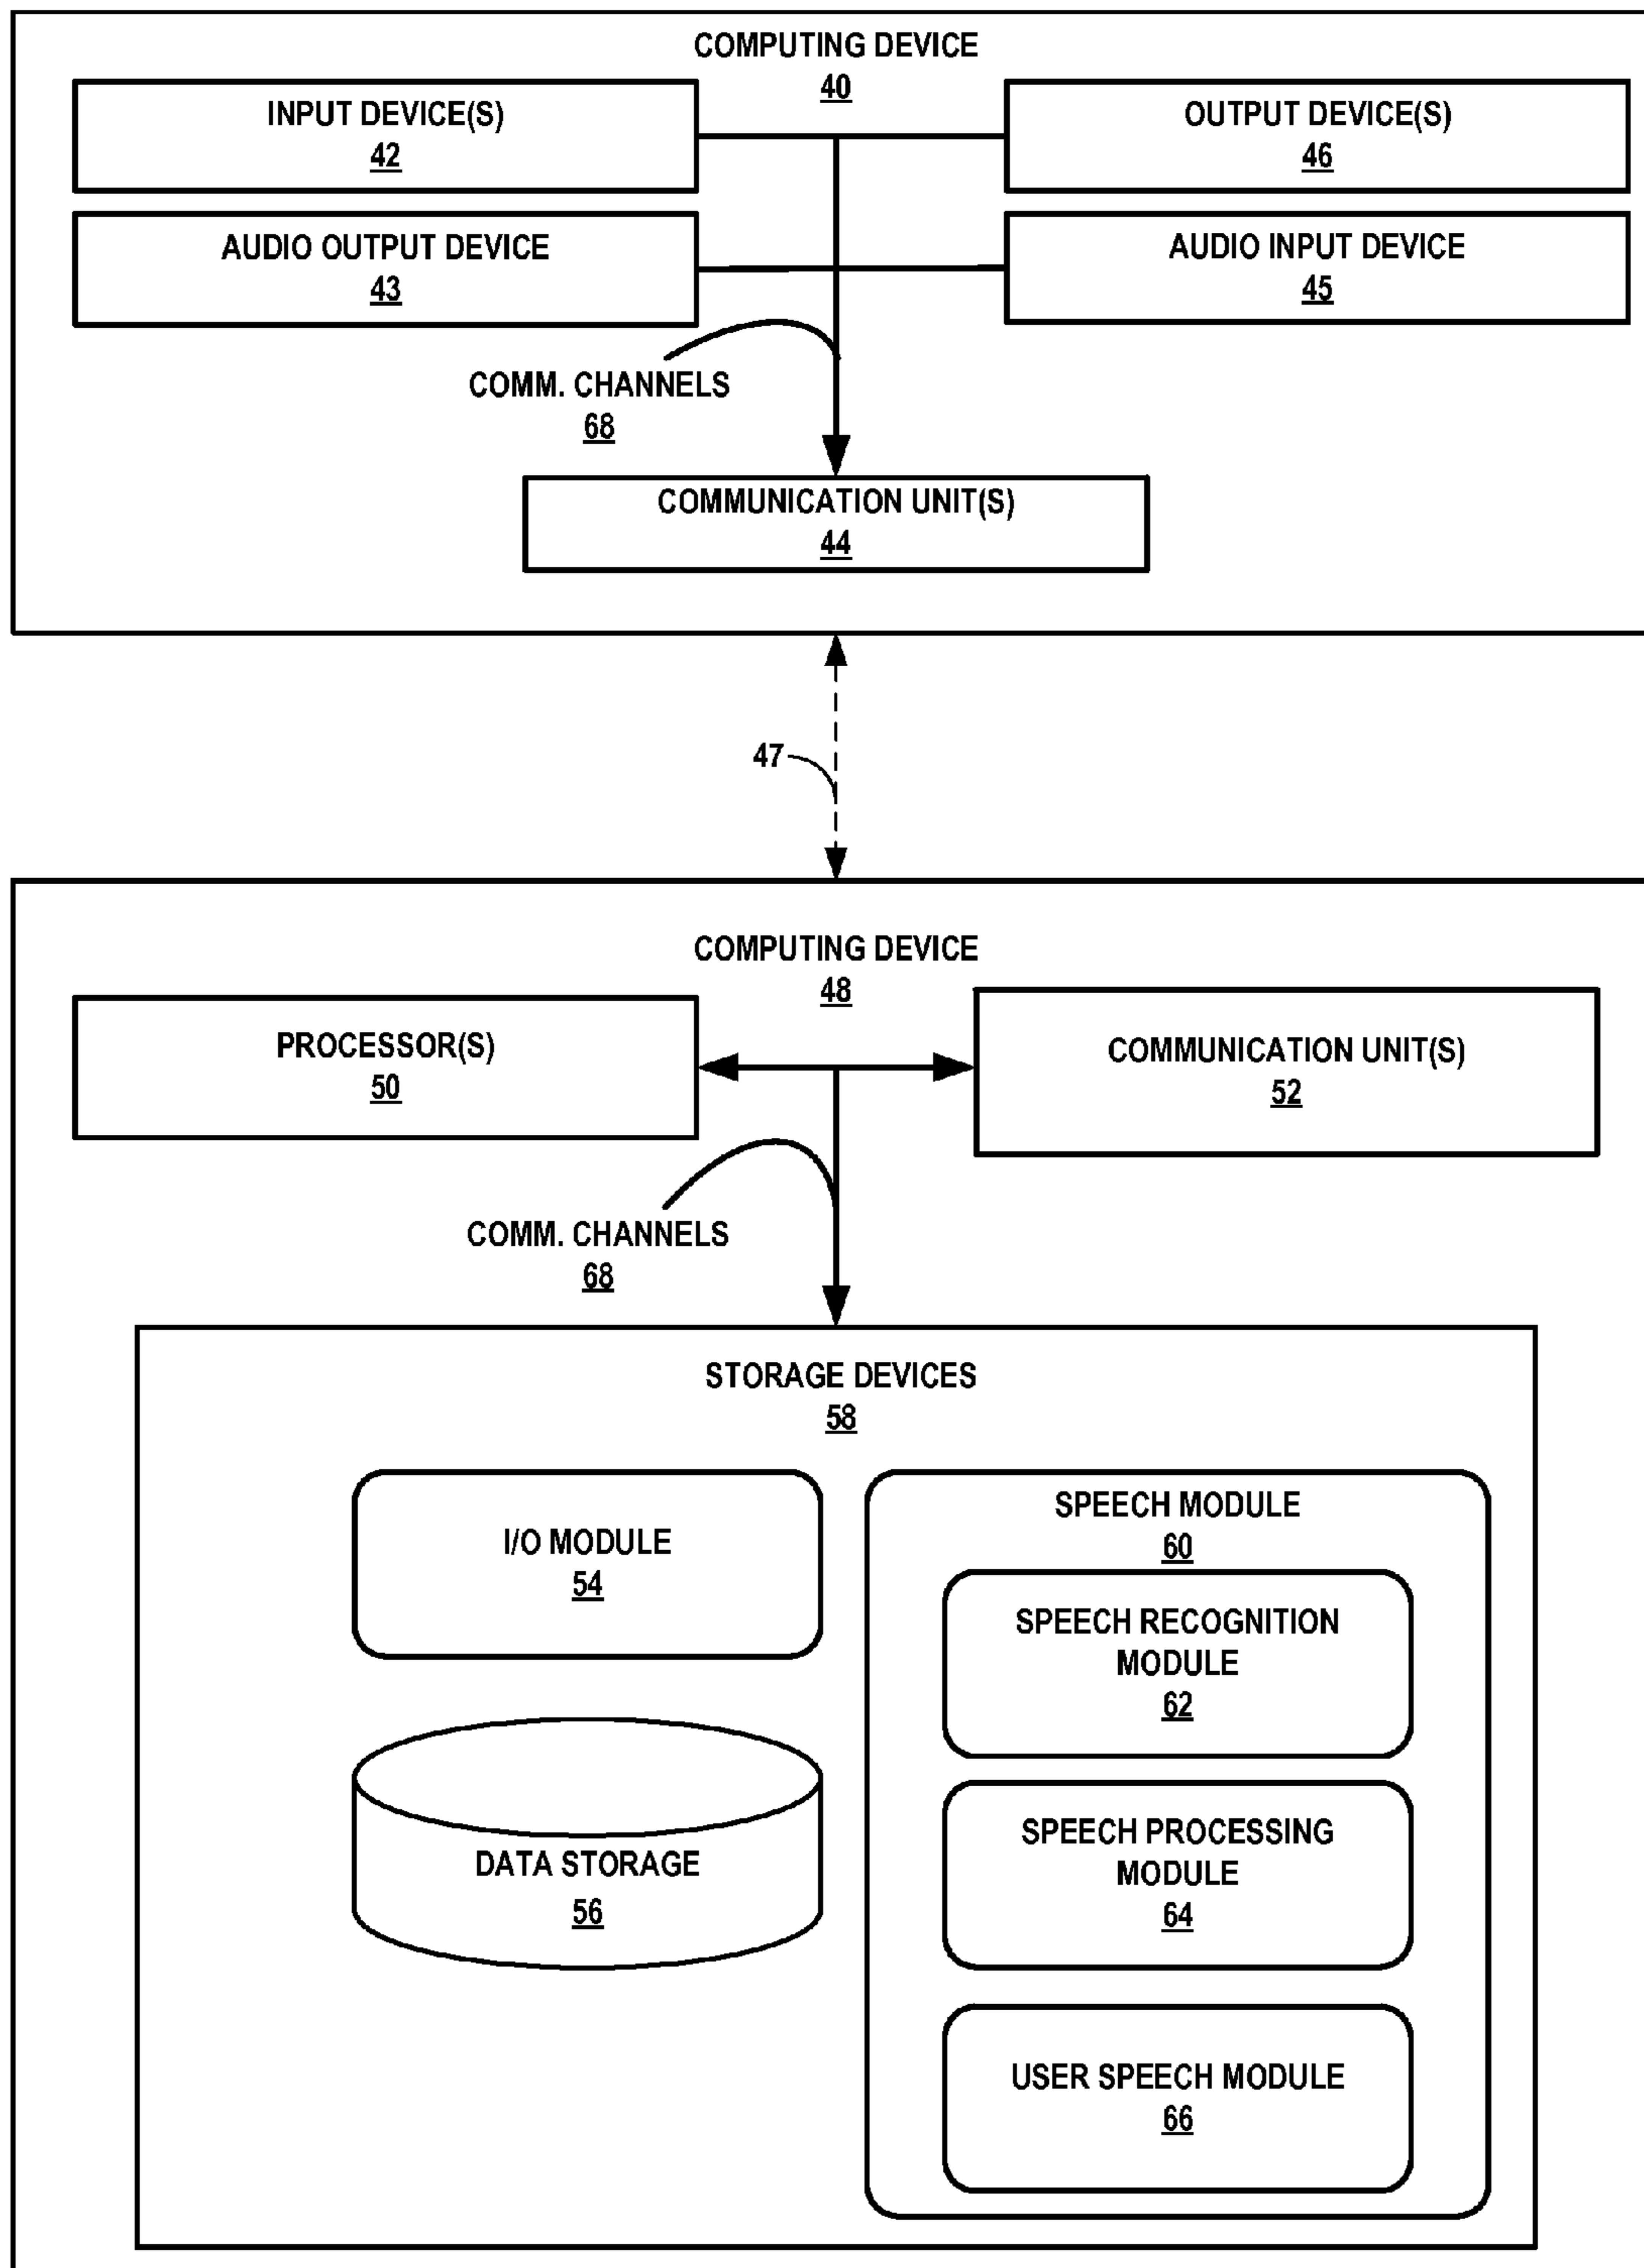 COMPUTING DEVICE
40
INPUT DEVICE(S)
42
OUTPUT DEVICE(S)
46
AUDIO OUTPUT DEVICE
43
AUDIO INPUT DEVICE
45
COMM. CHANNELS
68
COMMUNICATION UNIT(S)
44
47
COMPUTING DEVICE
48
PROCESSOR(S)
50
COMMUNICATION UNIT(S)
52
COMM. CHANNELS
68
STORAGE DEVICES
58
I/O MODULE
54
DATA STORAGE
56
SPEECH MODULE
60
SPEECH RECOGNITION
MODULE
62
SPEECH PROCESSING
MODULE
64
USER SPEECH MODULE
66